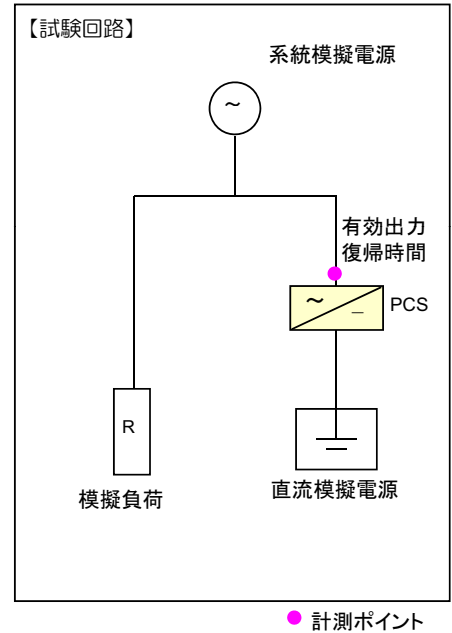 【試験回路】
系統模擬電源
~
有効出力
復帰時間
~
−
PCS
R
模擬負荷
直流模擬電源
計測ポイント